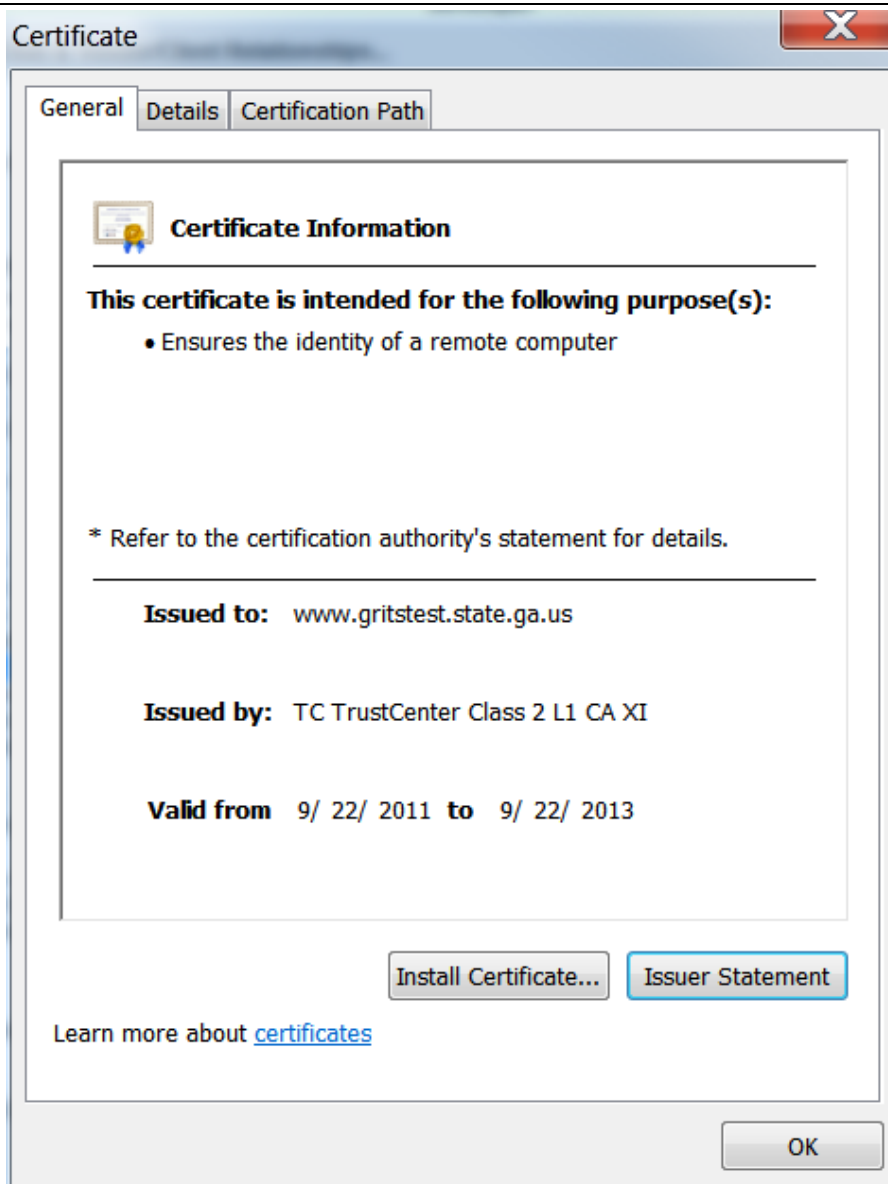 Certificate
General
Details
Certification Path
Certificate Information
This certificate is intended for the following purpose(s):
• Ensures the identity of a remote computer
* Refer to the certification authority's statement for details.
Issued to: www.gritstest.state.ga.us
Issued by: TC TrustCenter Class 2 L1 CA XI
Valid from 9/ 22/ 2011 to 9/ 22/ 2013
Install Certificate...
Issuer Statement
Learn more about certificates
OK